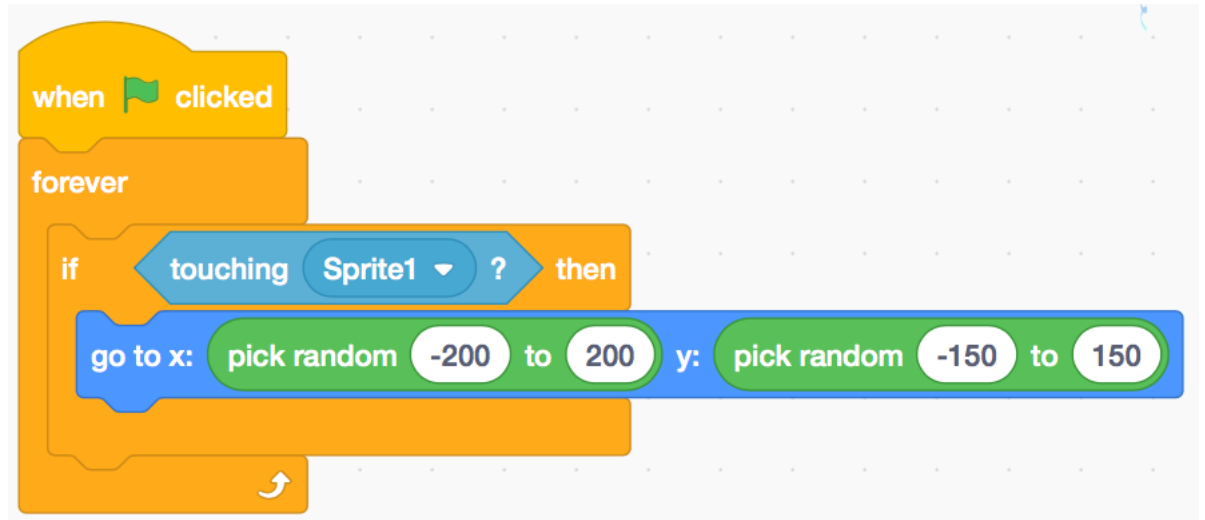 when clicked
forever
if touching Sprite1 ? then
go to x: pick random -200 to 200 y: pick random -150 to 150